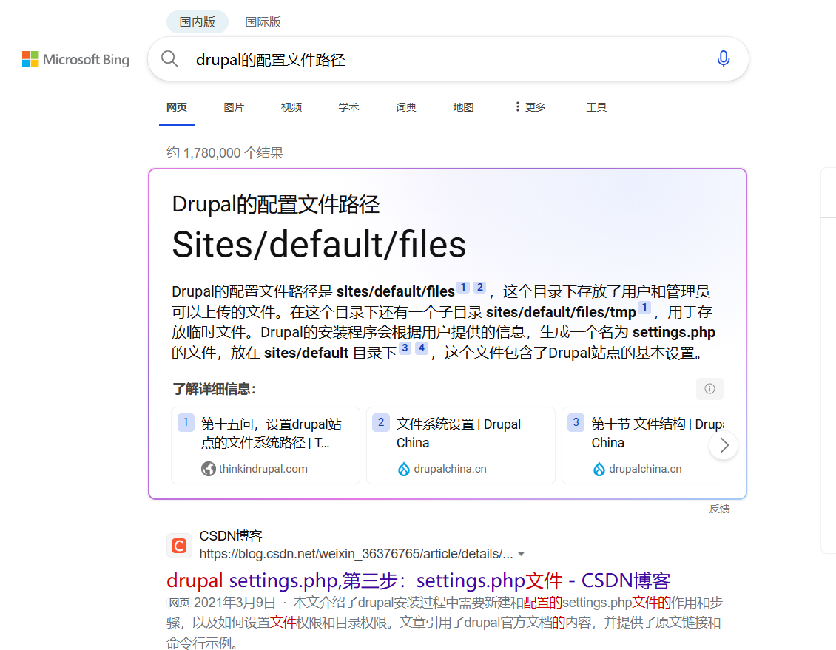 国内版 国际版
Microsoft Bing
drupal的配置文件路径
网页 图片 视频 学术 词典 地图 更多 工具
约 1,780,000 个结果
Drupal的配置文件路径
Sites/default/files
Drupal的配置文件路径是 sites/default/files 1 2 ，这个目录下存放了用户和管理员
可以上传的文件。在这个目录下还有一个子目录 sites/default/files/tmp 1 ，用于存
放临时文件。Drupal的安装程序会根据用户提供的信息，生成一个名为 settings.php
的文件，放在 sites/default 目录下 3 4 ，这个文件包含了Drupal站点的基本设置。
了解详细信息：
1 第十五问，设置drupal站
点的文件系统路径 | T...
thinkindrupal.com
2 文件系统设置 | Drupal
China
drupalchina.cn
3 第十节 文件结构 | Drupa
China
drupalchina.cn
反馈
CSDN博客
https://blog.csdn.net/weixin_36376765/article/details/...
drupal settings.php,第三步：settings.php文件 - CSDN博客
网页 2021年3月9日 · 本文介绍了drupal安装过程中需要新建和配置的settings.php文件的作用和步
骤，以及如何设置文件权限和目录权限。文章引用了drupal官方文档的内容，并提供了原文链接和
命令行示例。